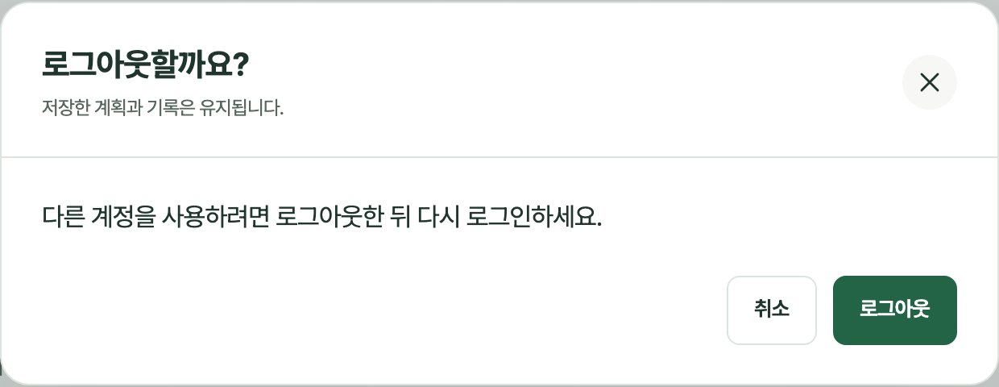 로그아웃할까요?
저장한 계획과 기록은 유지됩니다.
다른 계정을 사용하려면 로그아웃한 뒤 다시 로그인하세요.
취소
로그아웃